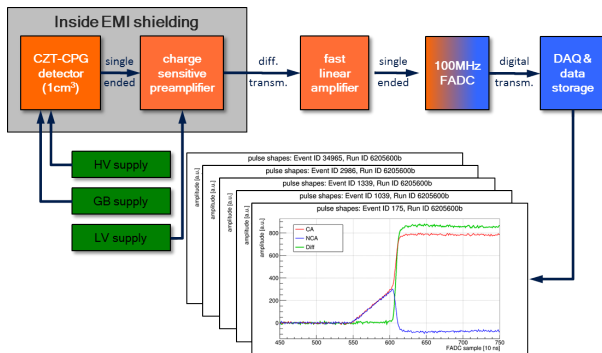 Inside EMI shielding
CZT-CPG
detector
(1cm³)
single
ended
charge
sensitive
preamplifier
diff.
transm.
fast
linear
amplifier
single
ended
100MHz
FADC
digital
transm.
DAQ &
data
storage
HV supply
GB supply
LV supply
pulse shapes: Event ID 34965, Run ID 6205600b
pulse shapes: Event ID 2986, Run ID 6205600b
pulse shapes: Event ID 1339, Run ID 6205600b
pulse shapes: Event ID 1039, Run ID 6205600b
pulse shapes: Event ID 175, Run ID 6205600b
amplitude [a.u.]
amplitude [a.u.]
amplitude [a.u.]
amplitude [a.u.]
amplitude [a.u.]
CA
NCA
Diff
800
600
400
200
0
450 500 550 600 650 700 750
FADC sample [10 ns]